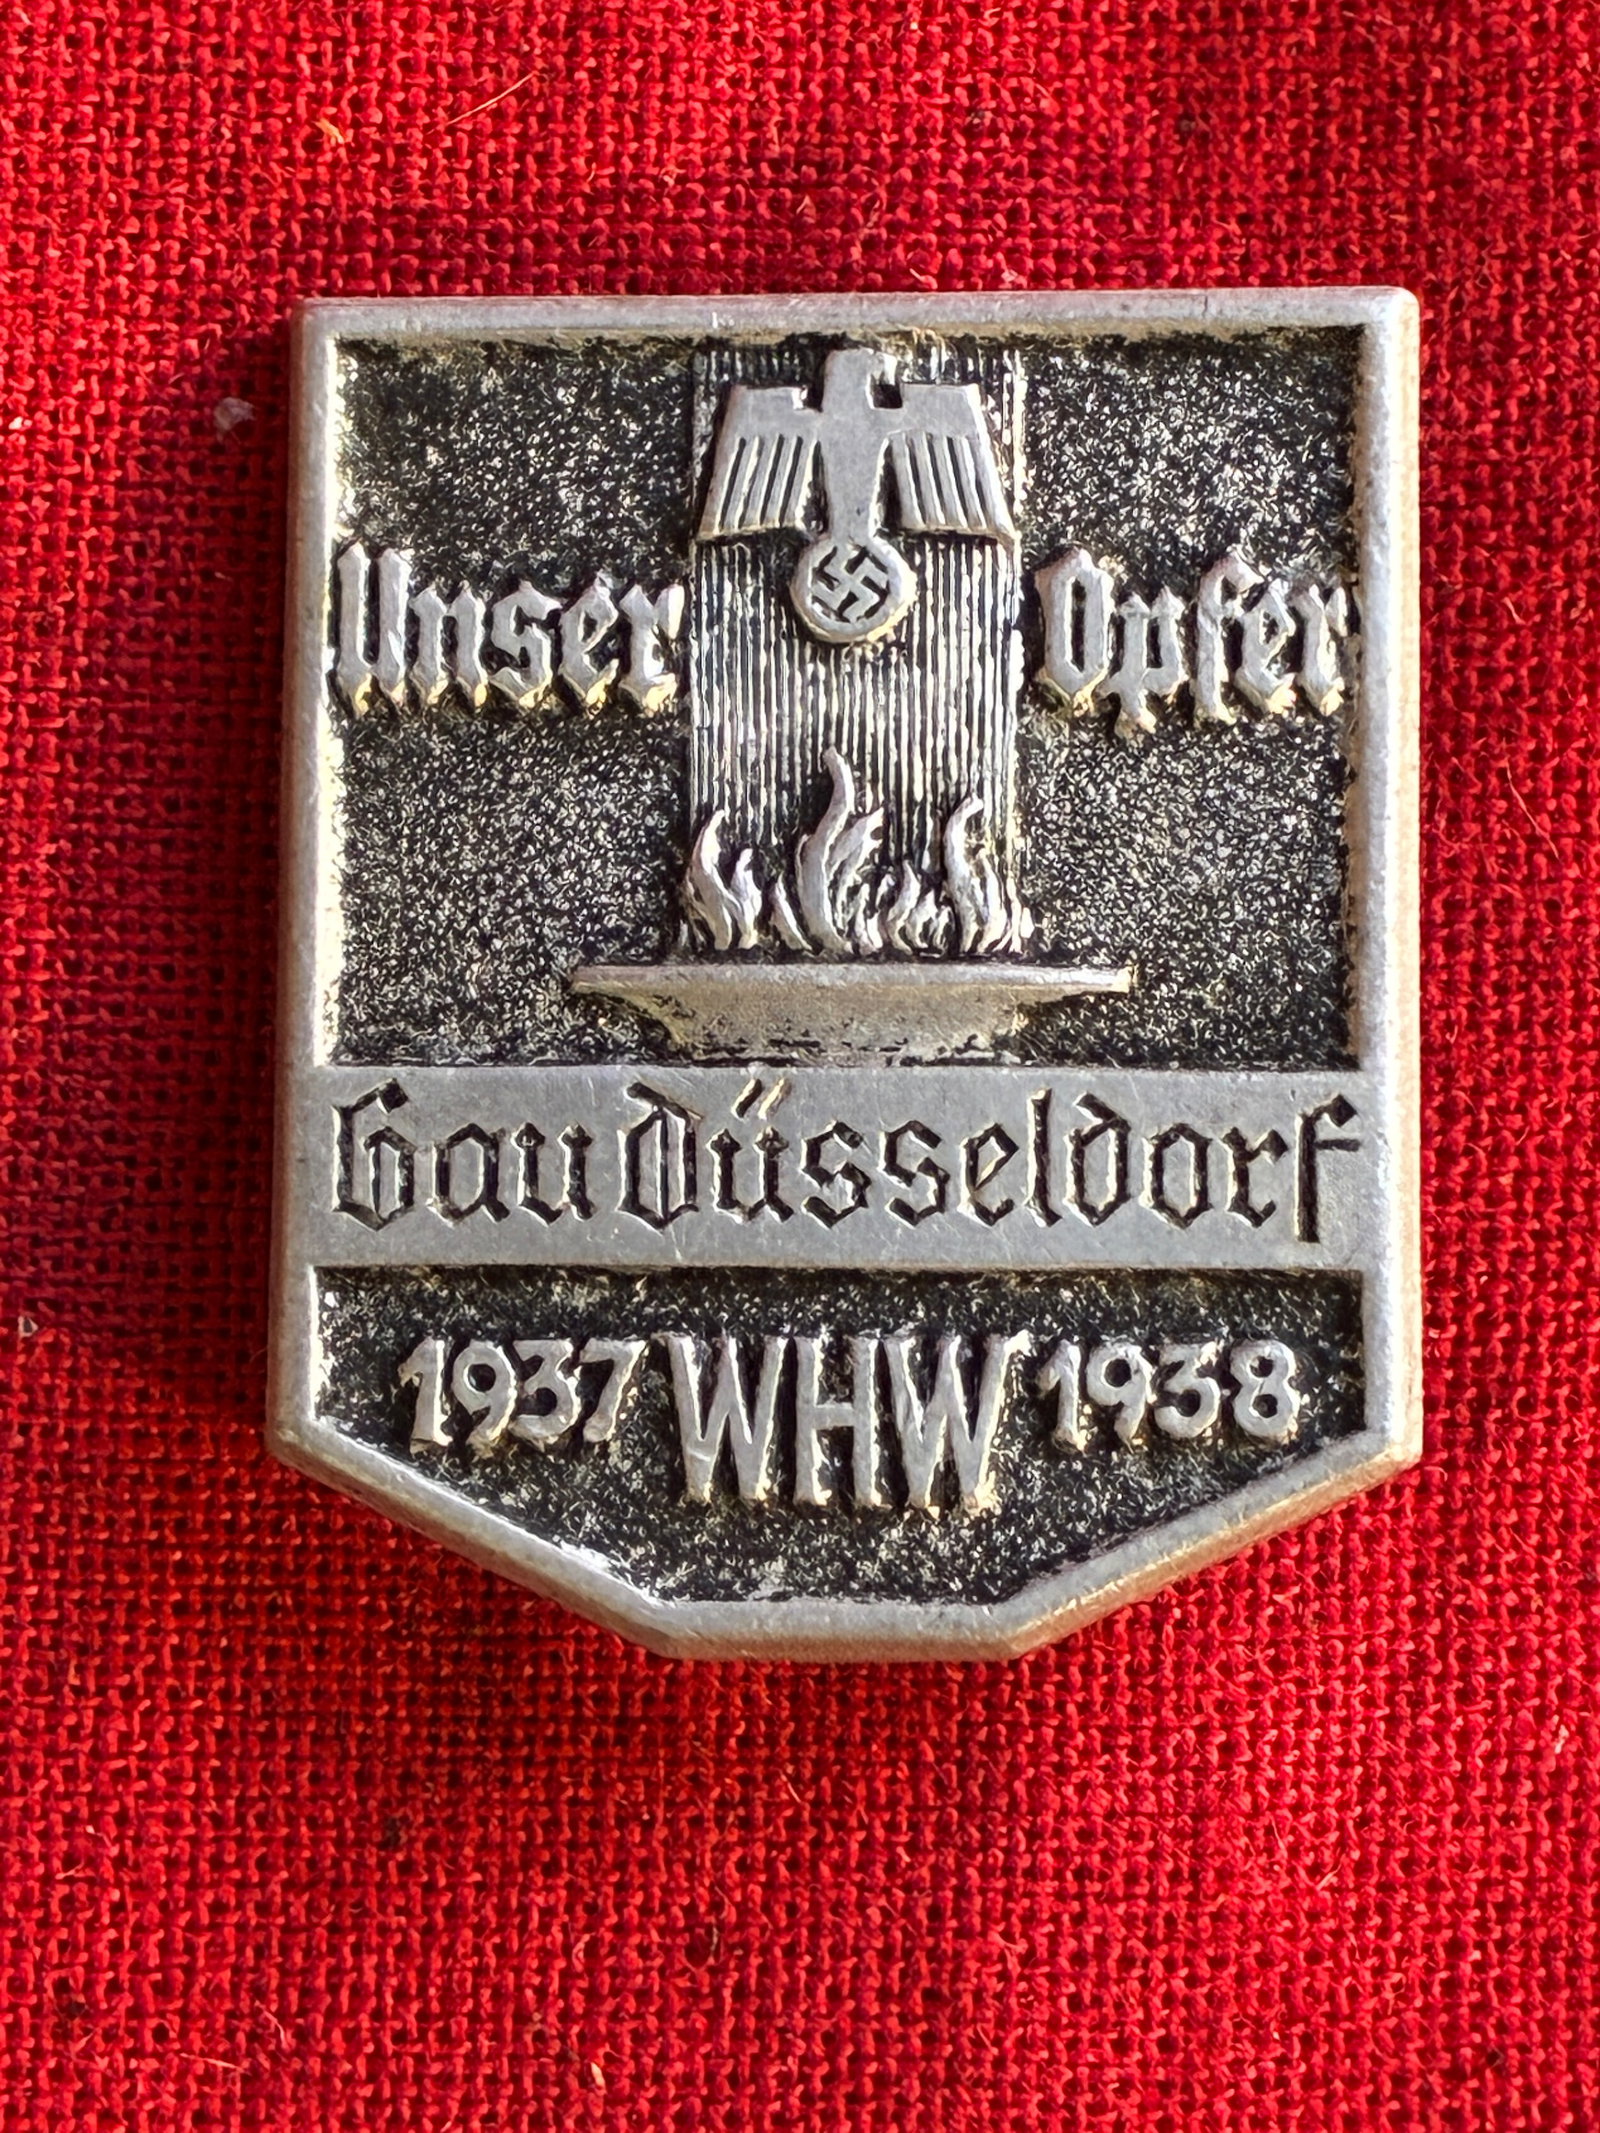 Unser Opfer
Gau Düsseldorf
1937 WHW 1938